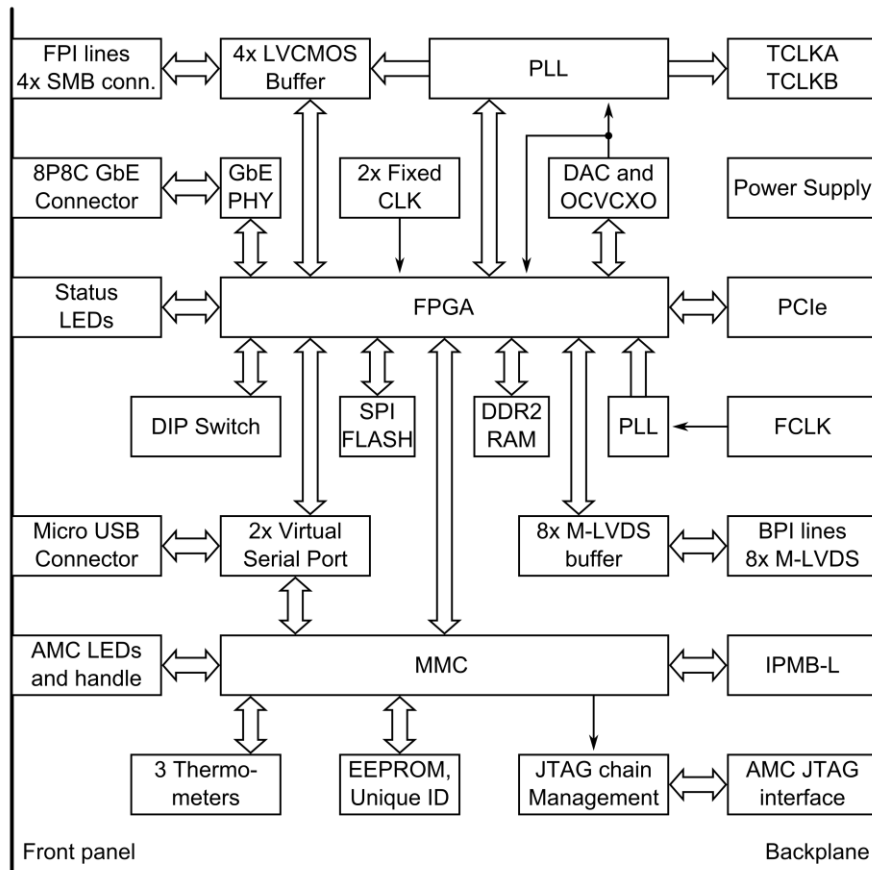 FPI lines
4x SMB conn.
4x LVCMOS
Buffer
PLL
TCLKA
TCLKB
8P8C GbE
Connector
GbE
PHY
2x Fixed
CLK
DAC and
OCVCXO
Power Supply
Status
LEDs
FPGA
PCIe
DIP Switch
SPI
FLASH
DDR2
RAM
PLL
FCLK
Micro USB
Connector
2x Virtual
Serial Port
8x M-LVDS
buffer
BPI lines
8x M-LVDS
AMC LEDs
and handle
MMC
IPMB-L
3 Thermo-
meters
EEPROM,
Unique ID
JTAG chain
Management
AMC JTAG
interface
Front panel
Backplane